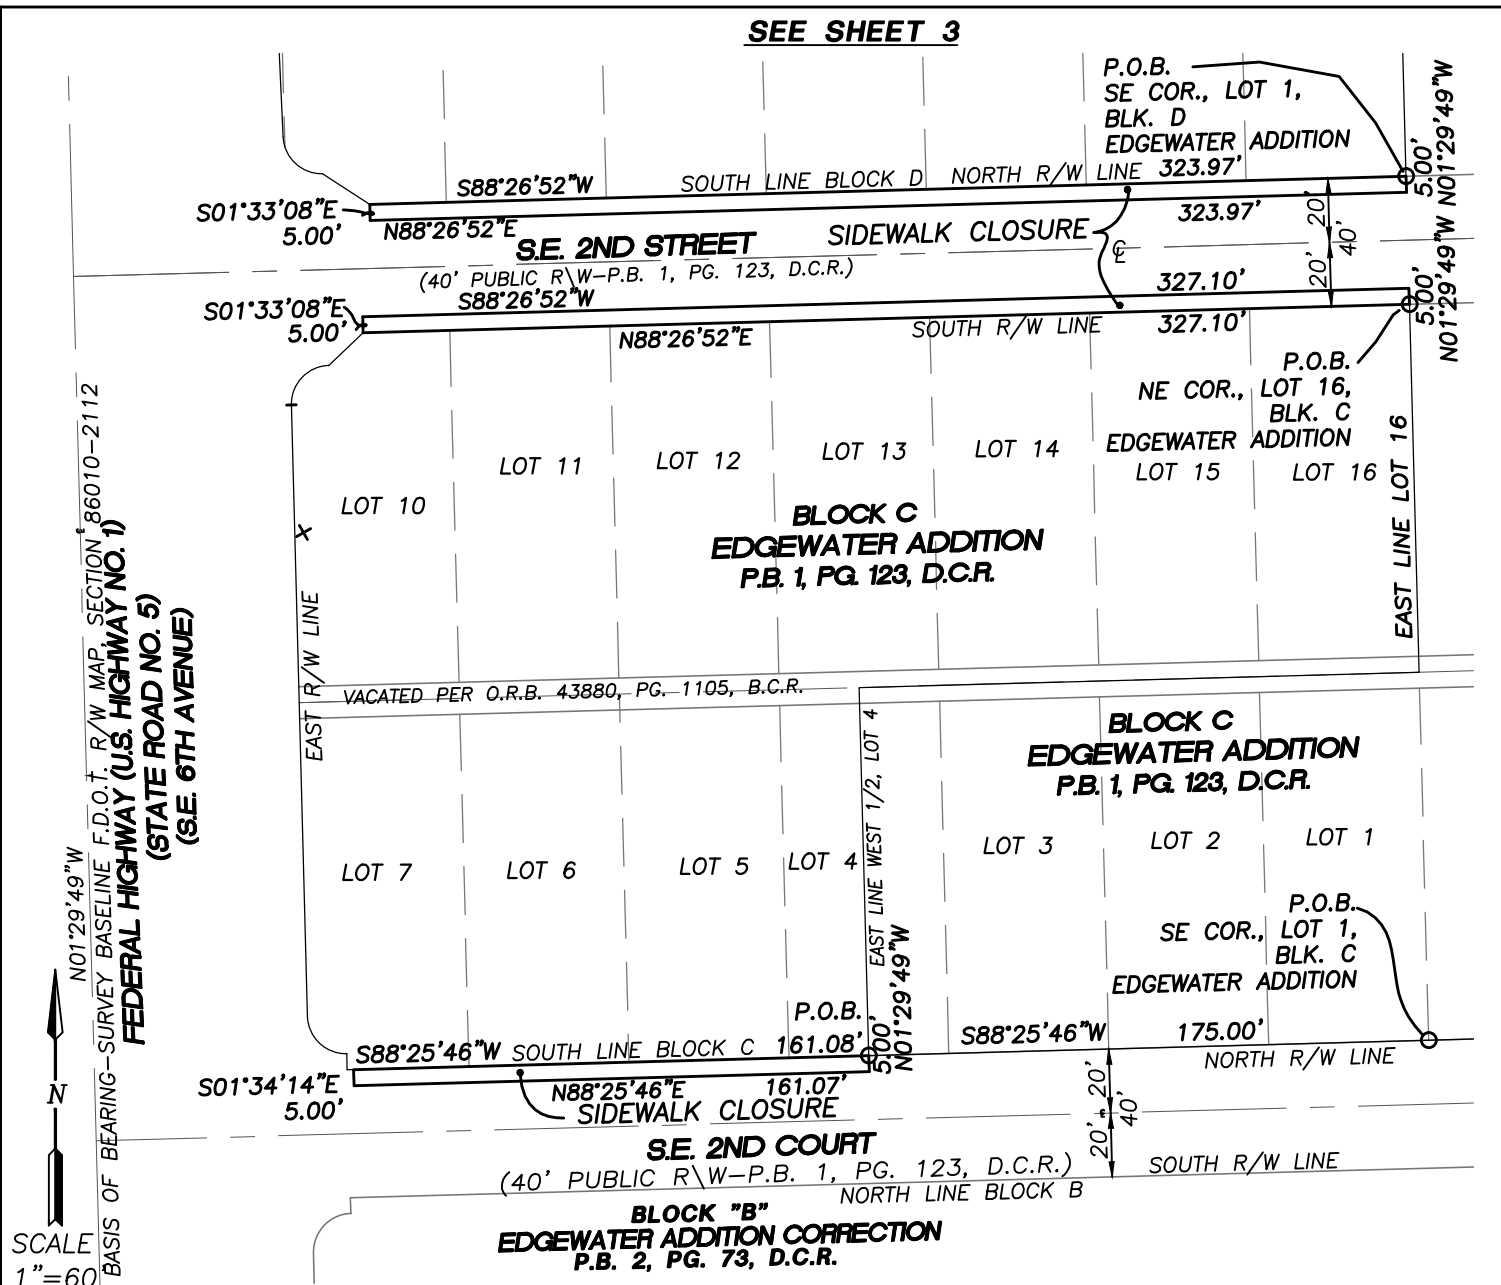 SEE SHEET 3
P.O.B.
SE COR., LOT 1,
BLK. D
EDGEWATER ADDITION
N01°29'49"W
5.00'
S88°26'52"W
SOUTH LINE BLOCK D
NORTH R/W LINE
323.97'
S01°33'08"E
5.00'
N88°26'52"E
323.97'
S.E. 2ND STREET
SIDEWALK CLOSURE
(40' PUBLIC R\W-P.B. 1, PG. 123, D.C.R.)
20'
40'
20'
S01°33'08"E
5.00'
S88°26'52"W
327.10'
N88°26'52"E
SOUTH R/W LINE
327.10'
5.00'
N01°29'49"W
P.O.B.
NE COR., LOT 16,
BLK. C
EDGEWATER ADDITION
LOT 10
LOT 11
LOT 12
LOT 13
LOT 14
LOT 15
LOT 16
BLOCK C
EDGEWATER ADDITION
P.B. 1, PG. 123, D.C.R.
EAST LINE LOT 16
EAST R/W LINE
VACATED PER O.R.B. 43880, PG. 1105, B.C.R.
N01°29'49"W
BASIS OF BEARING-SURVEY BASELINE F.D.O.T. R/W MAP, SECTION 86010-2112
FEDERAL HIGHWAY (U.S. HIGHWAY NO. 1)
(STATE ROAD NO. 5)
(S.E. 6TH AVENUE)
BLOCK C
EDGEWATER ADDITION
P.B. 1, PG. 123, D.C.R.
LOT 7
LOT 6
LOT 5
LOT 4
EAST LINE WEST 1/2, LOT 4
LOT 3
LOT 2
LOT 1
P.O.B.
SE COR., LOT 1,
BLK. C
EDGEWATER ADDITION
P.O.B.
5.00'
N01°29'49"W
S88°25'46"W
SOUTH LINE BLOCK C
161.08'
S88°25'46"W
175.00'
NORTH R/W LINE
S01°34'14"E
5.00'
N88°25'46"E
161.07'
SIDEWALK CLOSURE
20'
40'
20'
S.E. 2ND COURT
(40' PUBLIC R\W-P.B. 1, PG. 123, D.C.R.)
SOUTH R/W LINE
NORTH LINE BLOCK B
BLOCK "B"
EDGEWATER ADDITION CORRECTION
P.B. 2, PG. 73, D.C.R.
N
SCALE
1"=60'